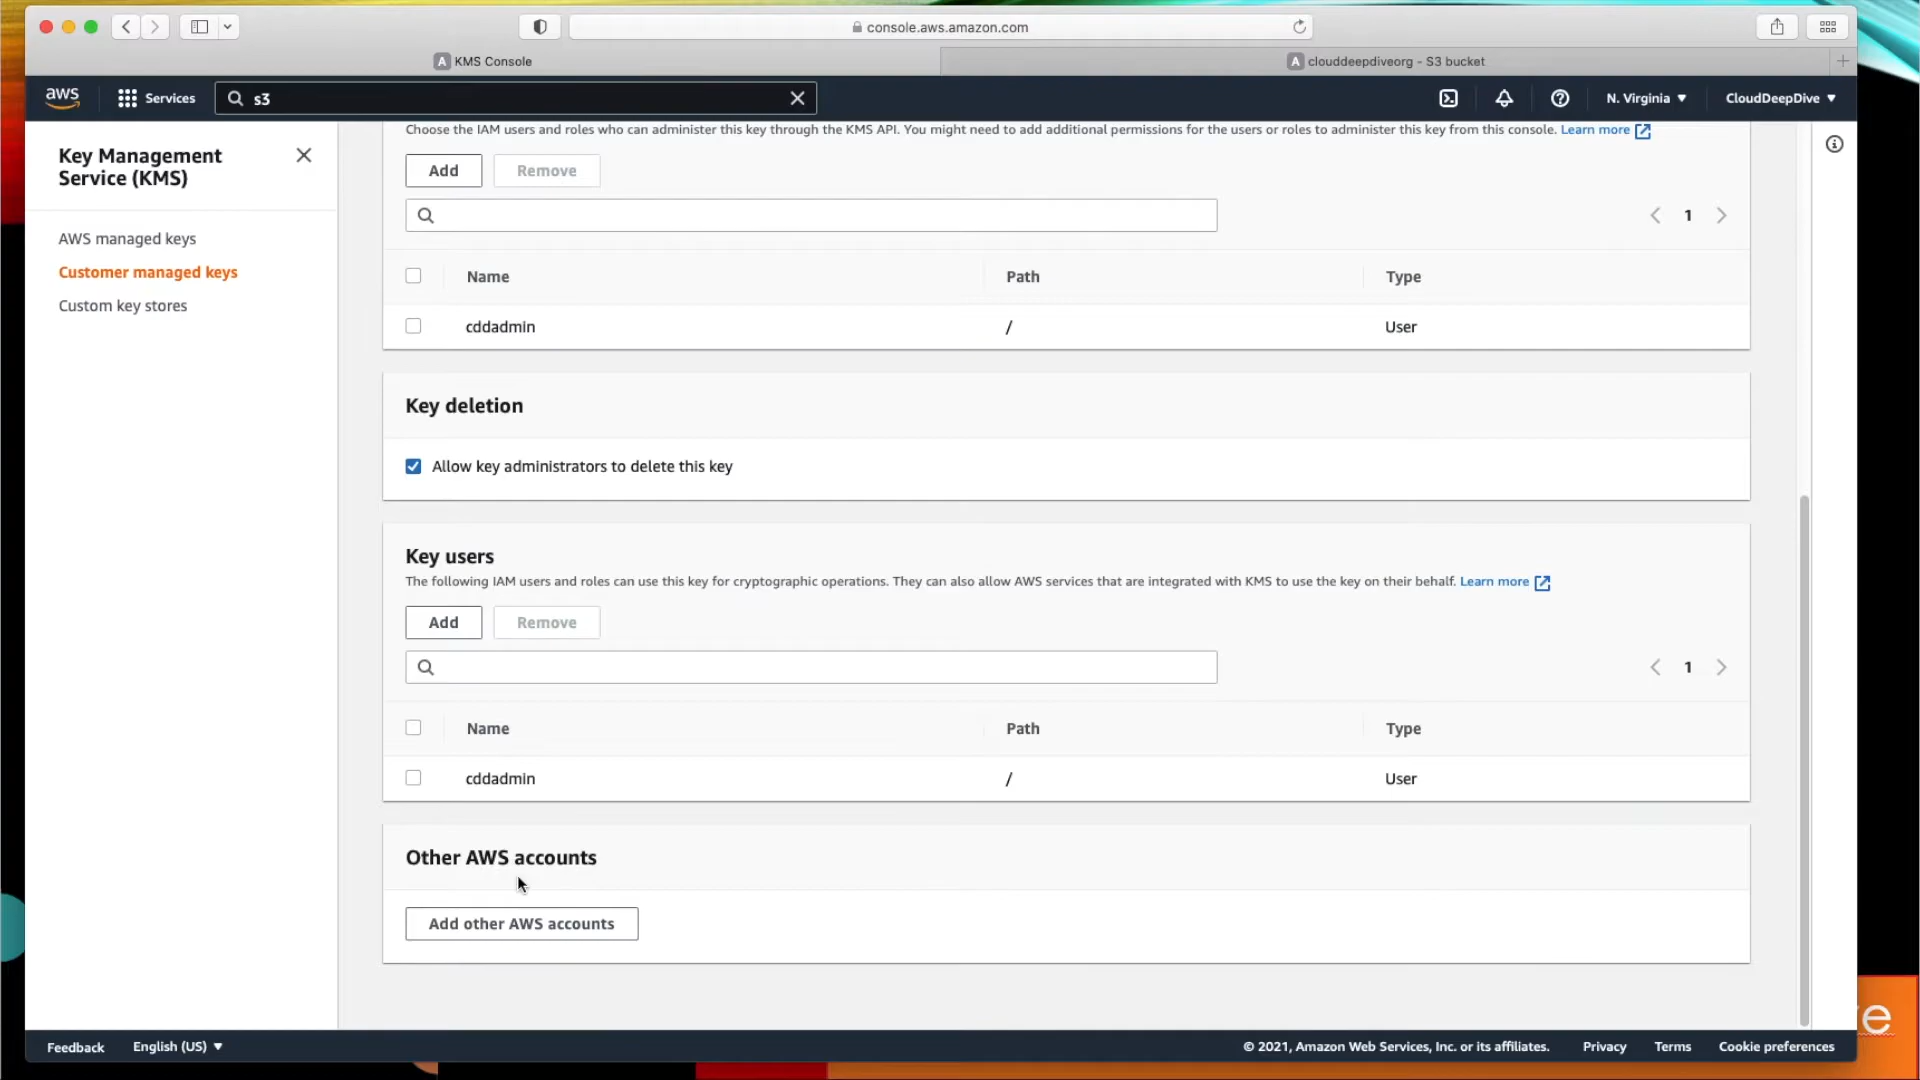 console.aws.amazon.com
A KMS Console
A clouddeepdiveorg - S3 bucket
aws
Services
s3
N. Virginia
CloudDeepDive
Key Management
Service (KMS)
AWS managed keys
Customer managed keys
Custom key stores
Choose the IAM users and roles who can administer this key through the KMS API. You might need to add additional permissions for the users or roles to administer this key from this console. Learn more
Add
Remove
1
Name
Path
Type
cddadmin
/
User
Key deletion
Allow key administrators to delete this key
Key users
The following IAM users and roles can use this key for cryptographic operations. They can also allow AWS services that are integrated with KMS to use the key on their behalf. Learn more
Add
Remove
1
Name
Path
Type
cddadmin
/
User
Other AWS accounts
Add other AWS accounts
Feedback
English (US)
© 2021, Amazon Web Services, Inc. or its affiliates.
Privacy
Terms
Cookie preferences